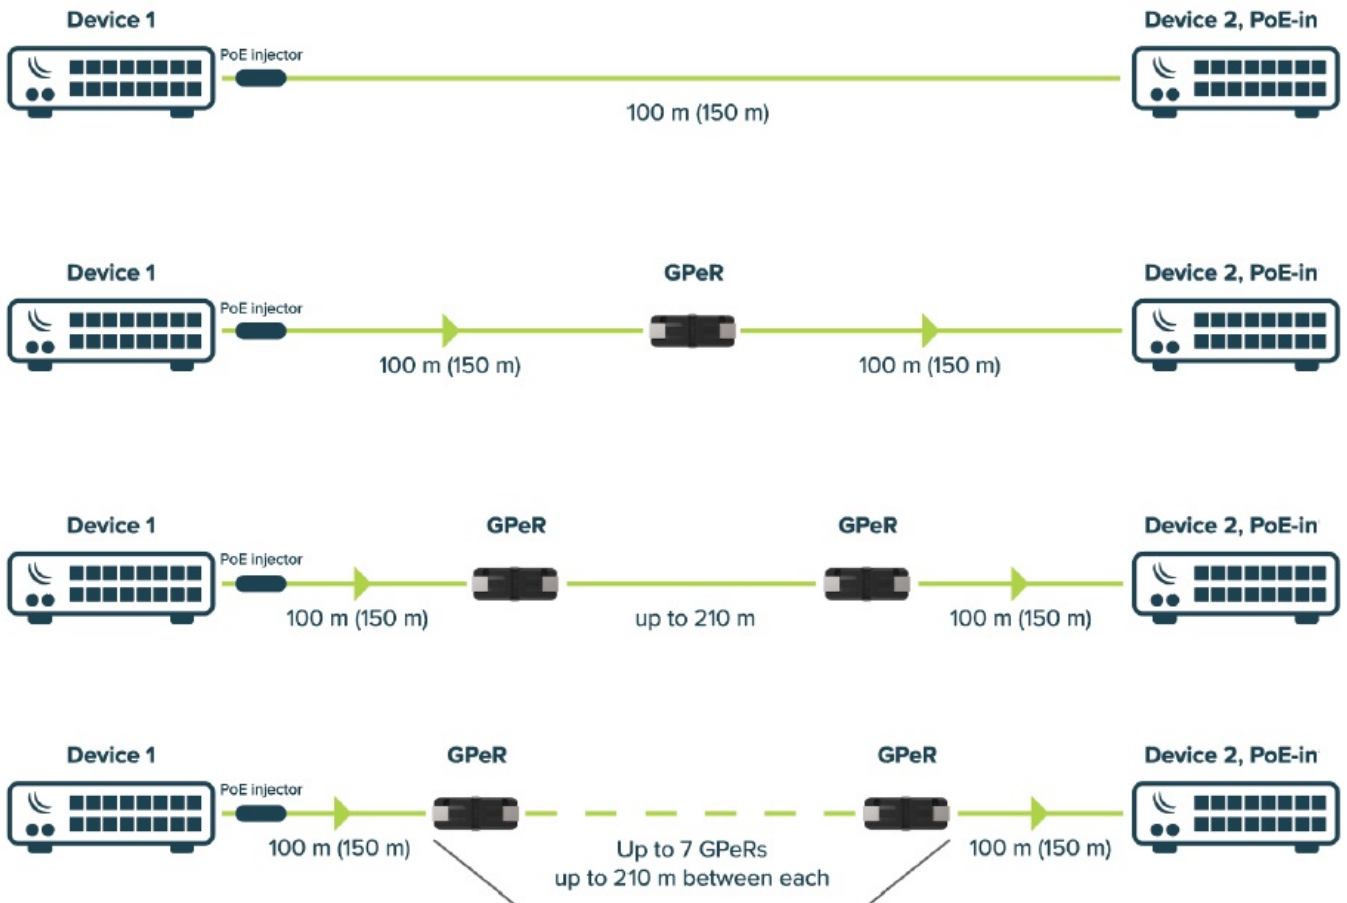 Device 1
Device 2, PoE-in
PoE injector
100 m (150 m)
Device 1
GPeR
Device 2, PoE-in
PoE injector
100 m (150 m)
100 m (150 m)
Device 1
GPeR
GPeR
Device 2, PoE-in
PoE injector
100 m (150 m)
up to 210 m
100 m (150 m)
Device 1
GPeR
GPeR
Device 2, PoE-in
PoE injector
100 m (150 m)
Up to 7 GPeRs
up to 210 m between each
100 m (150 m)